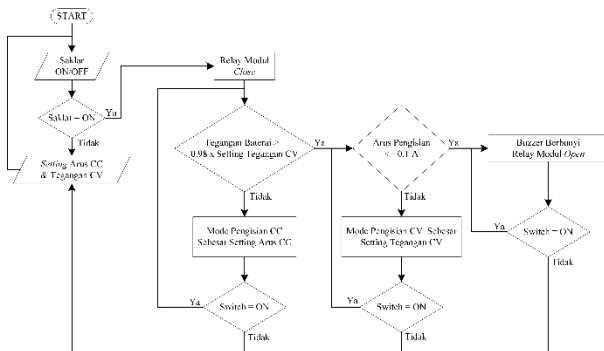 START
Saklar
ON/OFF
Saklar = ON
Ya
Tidak
Setting Arus CC
& Tegangan CV
Relay Modul
Close
Tegangan Baterai >
0.98 x Setting Tegangan CV
Ya
Tidak
Mode Pengisian CC
Sebesar Setting Arus CC
Switch = ON
Ya
Tidak
Arus Pengisian
<= 0.1 A
Ya
Tidak
Mode Pengisian CV Sebesar
Setting Tegangan CV
Switch = ON
Ya
Tidak
Buzzer Berbunyi
Relay Modul Open
Switch = ON
Ya
Tidak